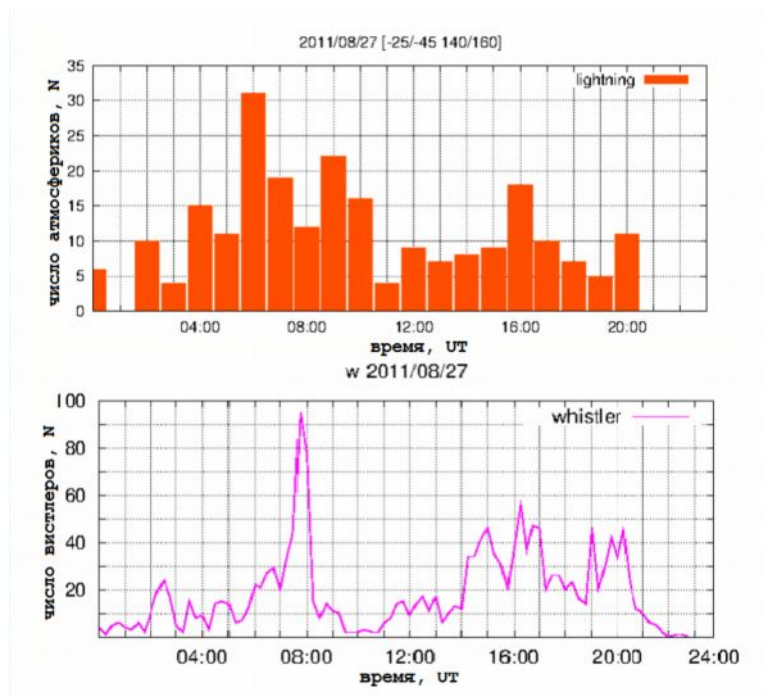 2011/08/27 [-25/-45 140/160]
число атмосфериков, N
35
30
25
20
15
10
5
0
lightning
04:00 08:00 12:00 16:00 20:00
время, UT
w 2011/08/27
число вистлеров, N
100
80
60
40
20
whistler
04:00 08:00 12:00 16:00 20:00 24:00
время, UT